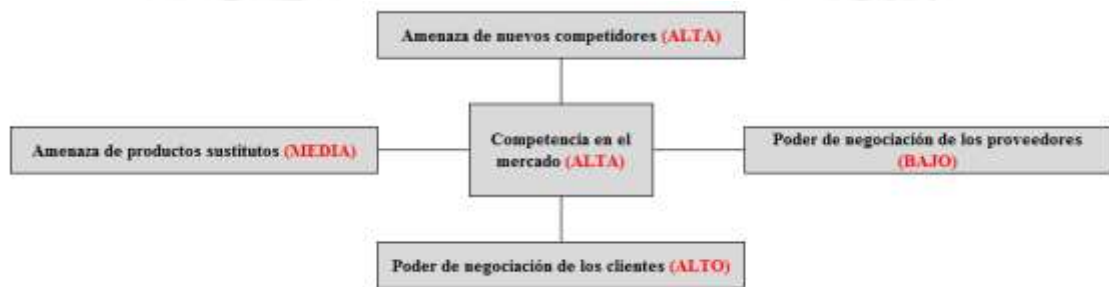 Amenaza de nuevos competidores (ALTA)
Amenaza de productos sustitutos (MEDIA)
Competencia en el
mercado (ALTA)
Poder de negociación de los proveedores
(BAJO)
Poder de negociación de los clientes (ALTO)